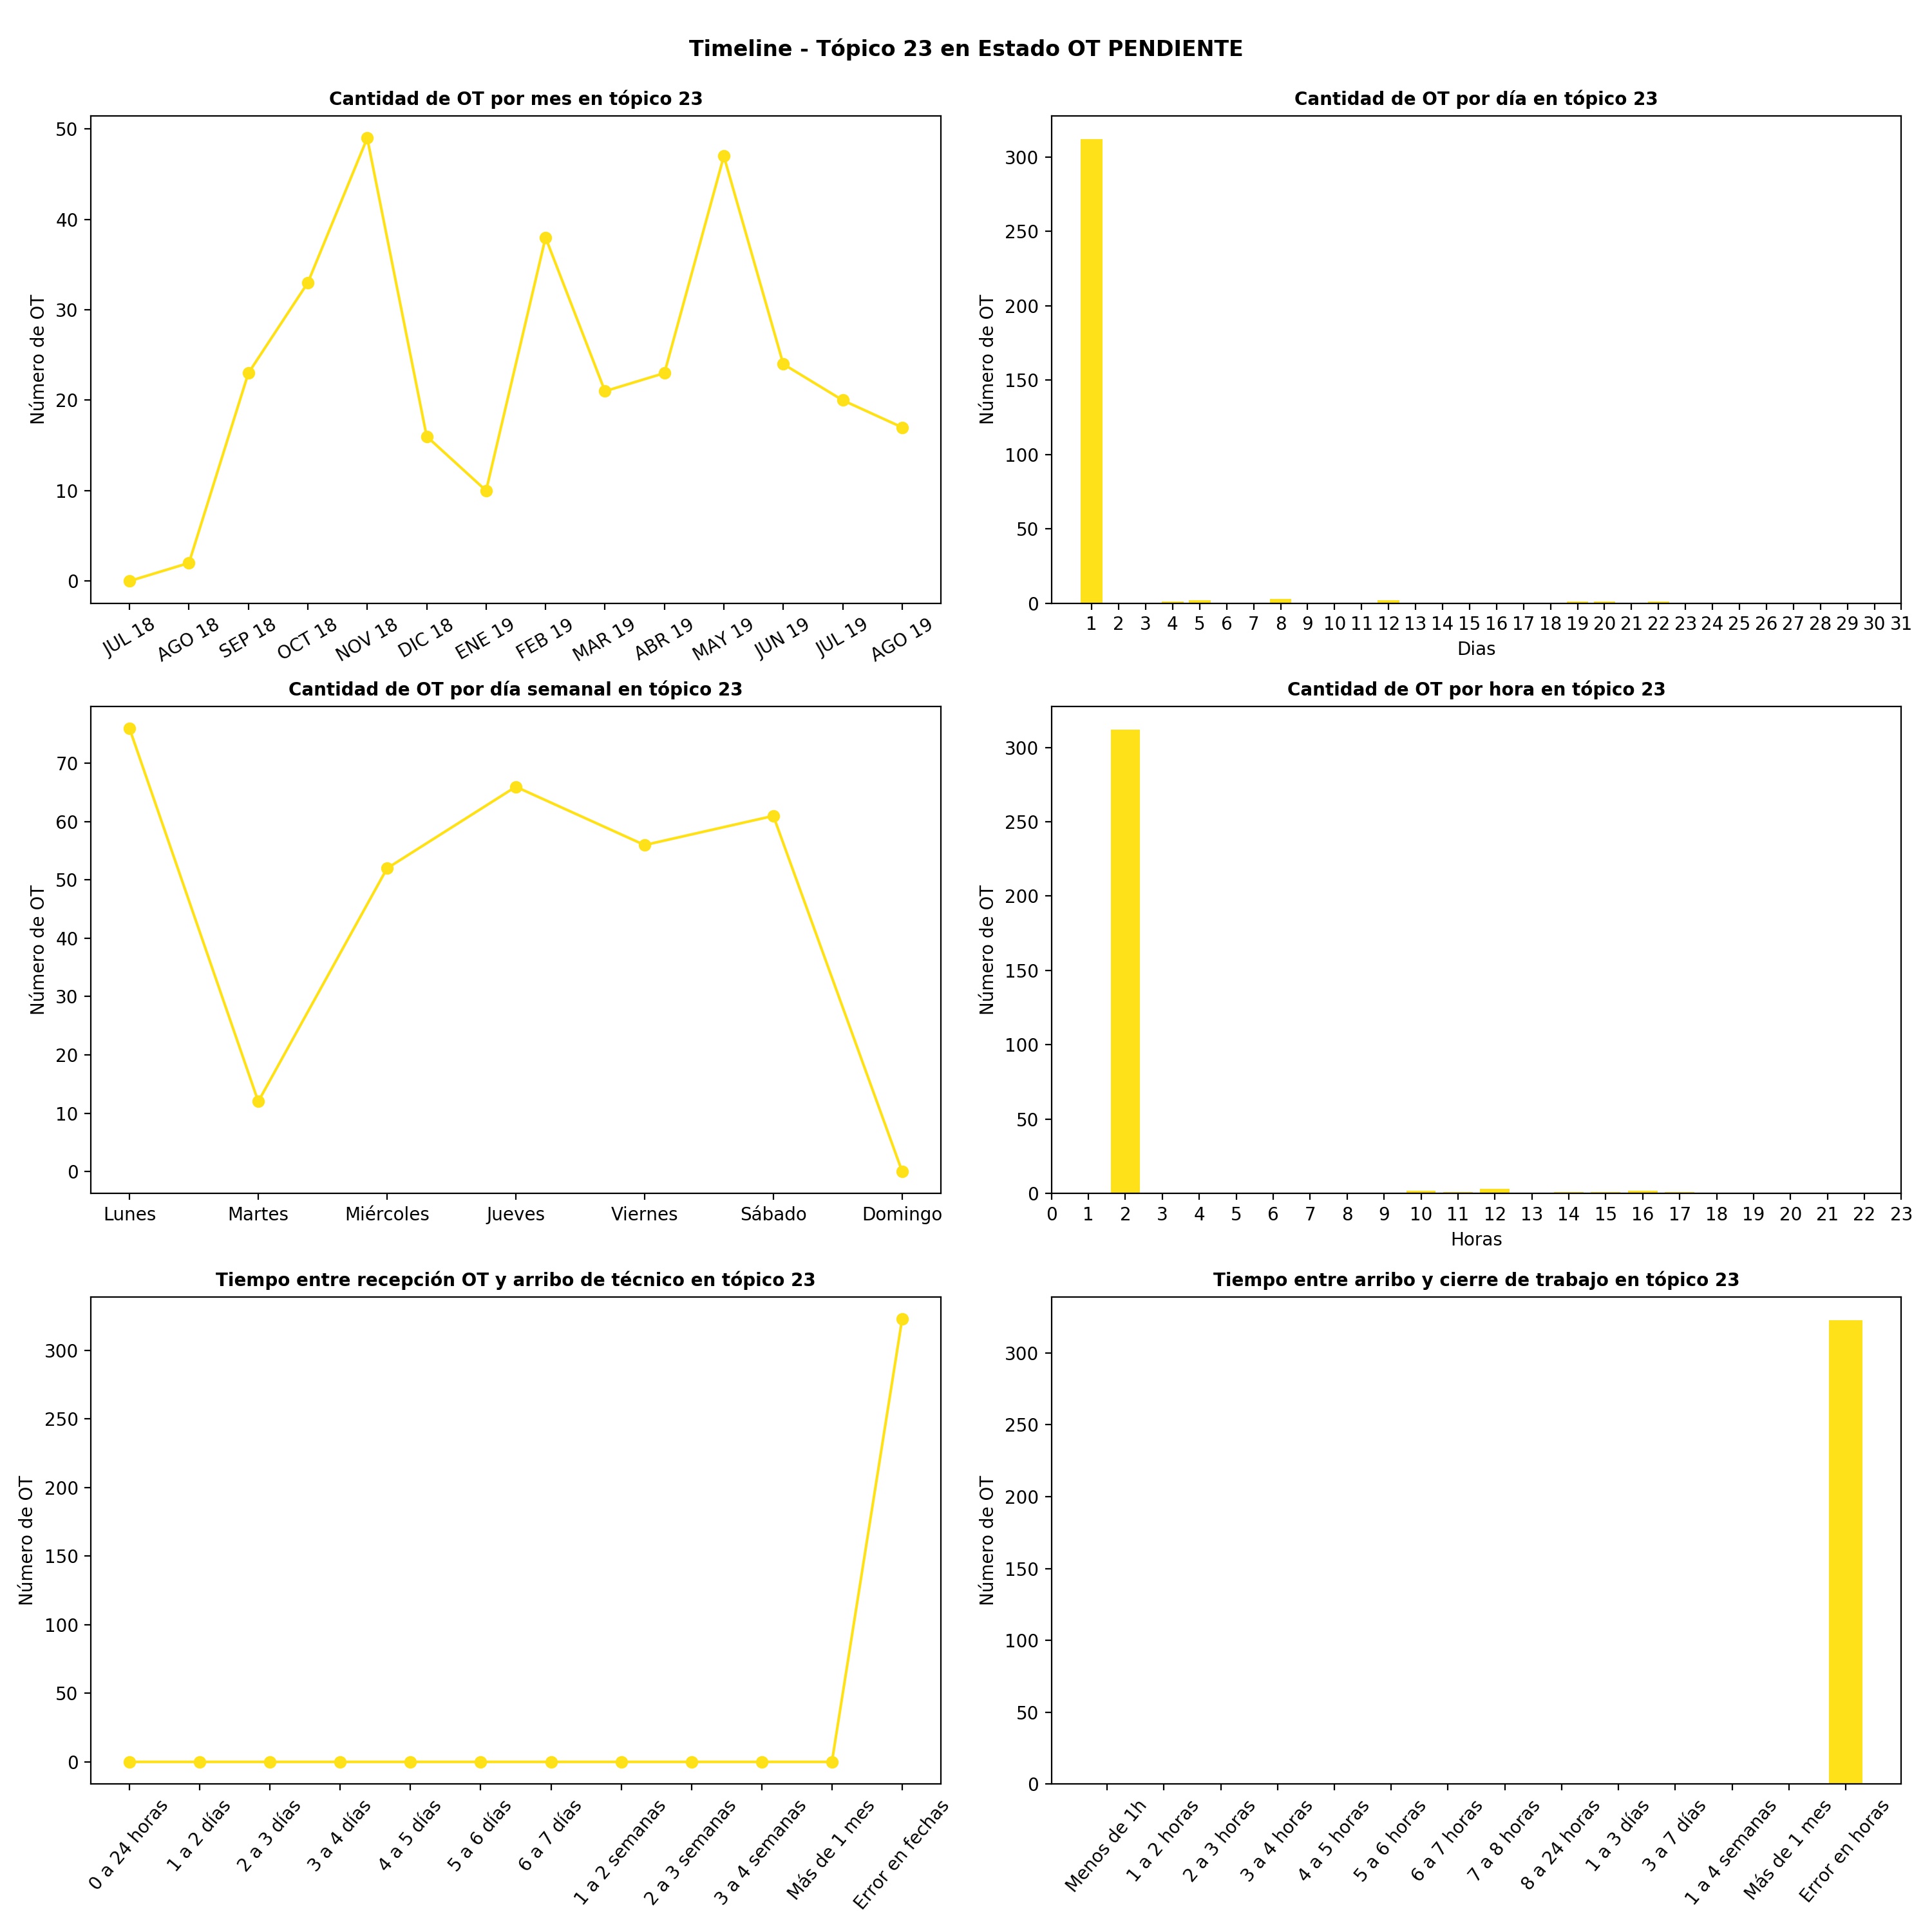 Timeline - Tópico 23 en Estado OT PENDIENTE
Cantidad de OT por mes en tópico 23
Número de OT
50
40
30
20
10
0
JUL 18 AGO 18 SEP 18 OCT 18 NOV 18 DIC 18 ENE 19 FEB 19 MAR 19 ABR 19 MAY 19 JUN 19 JUL 19 AGO 19
Cantidad de OT por día en tópico 23
Número de OT
300
250
200
150
100
50
0
1 2 3 4 5 6 7 8 9 10 11 12 13 14 15 16 17 18 19 20 21 22 23 24 25 26 27 28 29 30 31
Dias
Cantidad de OT por día semanal en tópico 23
Número de OT
70
60
50
40
30
20
10
0
Lunes Martes Miércoles Jueves Viernes Sábado Domingo
Cantidad de OT por hora en tópico 23
Número de OT
300
250
200
150
100
50
0
0 1 2 3 4 5 6 7 8 9 10 11 12 13 14 15 16 17 18 19 20 21 22 23
Horas
Tiempo entre recepción OT y arribo de técnico en tópico 23
Número de OT
300
250
200
150
100
50
0
0 a 24 horas 1 a 2 días 2 a 3 días 3 a 4 días 4 a 5 días 5 a 6 días 6 a 7 días 1 a 2 semanas 2 a 3 semanas 3 a 4 semanas Más de 1 mes Error en fechas
Tiempo entre arribo y cierre de trabajo en tópico 23
Número de OT
300
250
200
150
100
50
0
Menos de 1h 1 a 2 horas 2 a 3 horas 3 a 4 horas 4 a 5 horas 5 a 6 horas 6 a 7 horas 7 a 8 horas 8 a 24 horas 1 a 3 días 3 a 7 días 1 a 4 semanas Más de 1 mes Error en horas